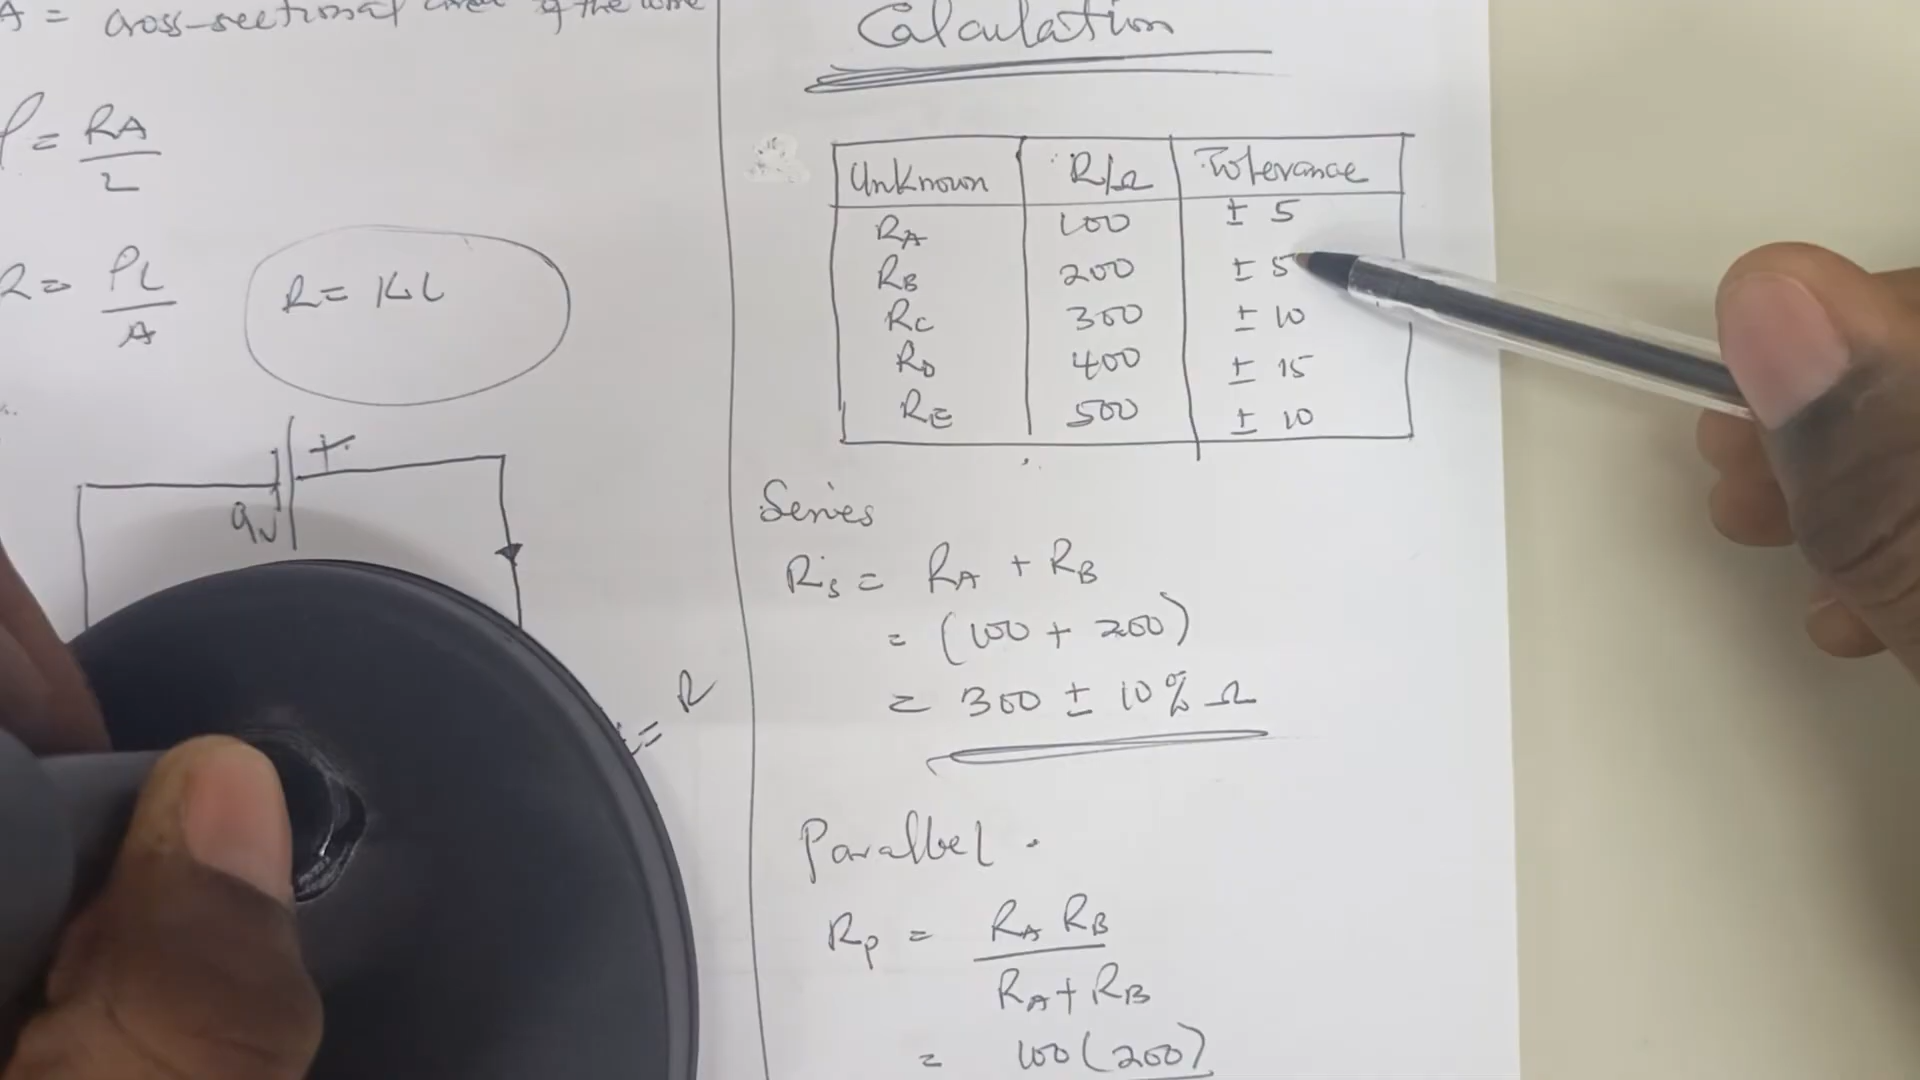 A = cross-sectional area of the wire
ρ = RA
L
R = ρL
A
R = KL
+
9V
R
Calculation
Unknown R/Ω Tolerance
RA 100 ± 5
RB 200 ± 5
RC 300 ± 10
RD 400 ± 15
RE 500 ± 10
Series
Rs = RA + RB
= (100 + 200)
= 300 ± 10% Ω
Parallel.
Rp = RA RB
RA + RB
= 100(200)